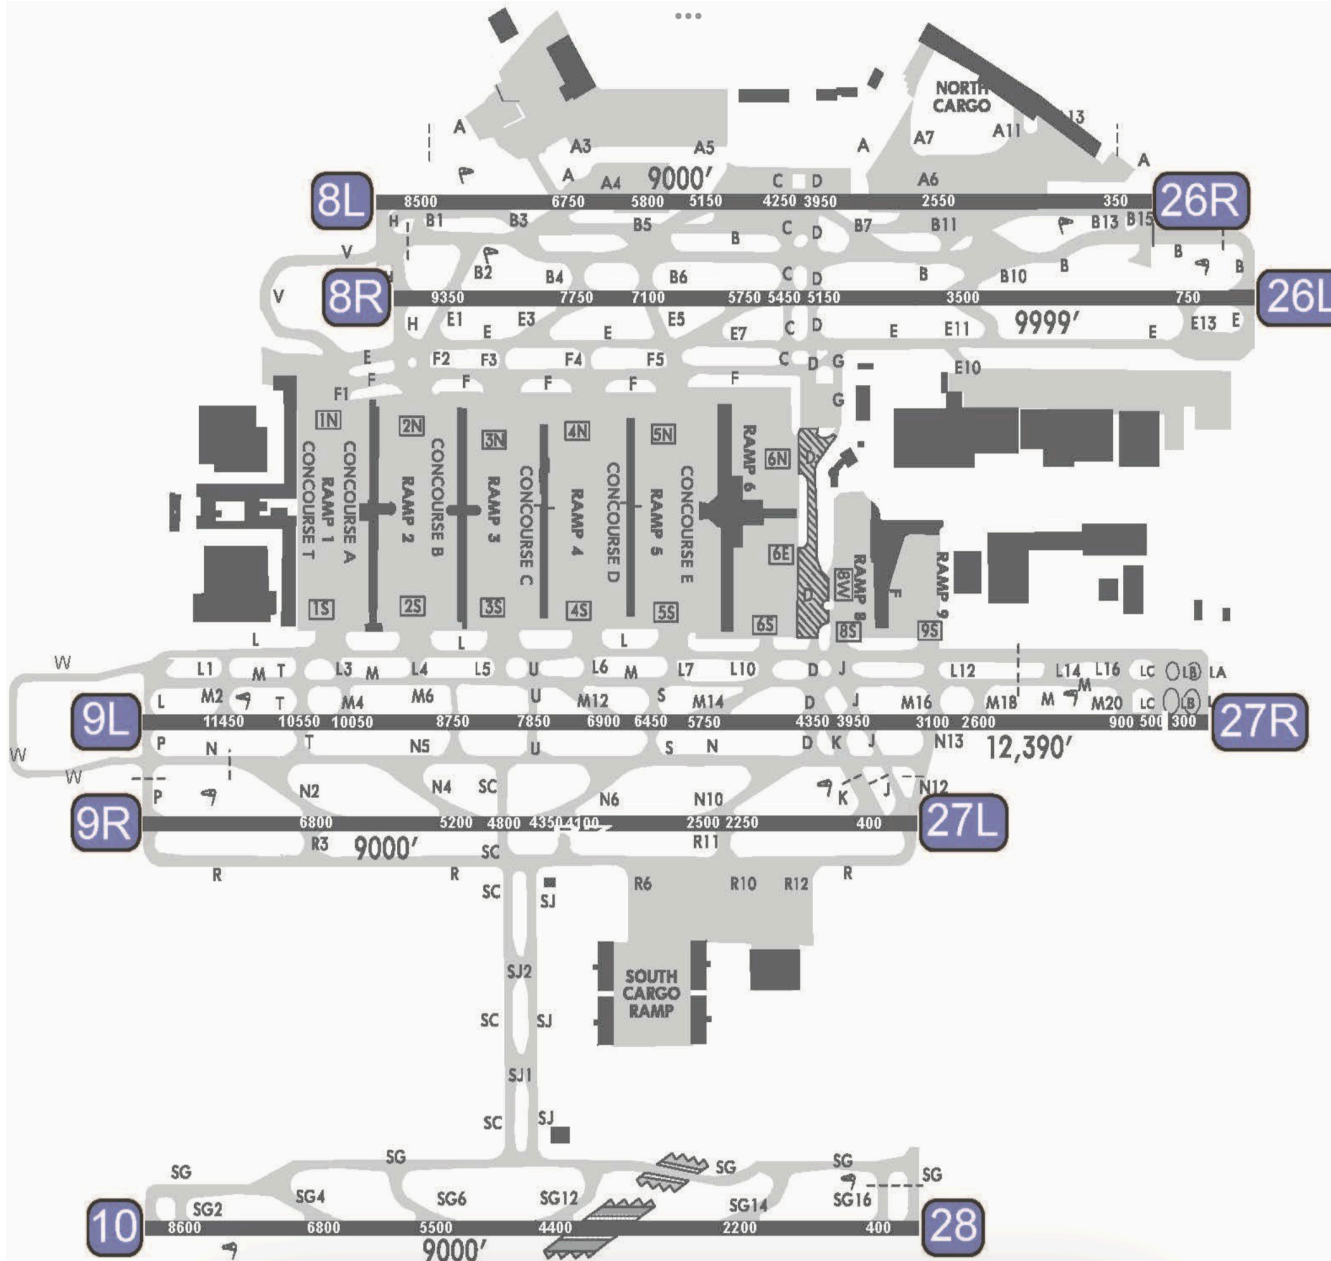 NORTH
CARGO
A
A3
A5
A
A7
A11
13
A
A
A4
9000′
C D
A6
8L
8500 6750 5800 5150 4250 3950 2550 350
26R
H B1 B3 B5 C D B7 B11 B13 B15
V
B
B
B
H
B2 B4 B6 C D B B10 B
V
8R
9350 7750 7100 5750 5450 5150 3500 750
26L
H E1 E E3 E E5 E7 C D E E11 9999′ E E13 E
E F2 F3 F4 F5 C D G E10
F F F F F
F1
G
1N 2N 3N 4N 5N 6N D
CONCOURSE T
RAMP 1
CONCOURSE A
RAMP 2
CONCOURSE B
RAMP 3
CONCOURSE C
RAMP 4
CONCOURSE D
RAMP 5
CONCOURSE E
RAMP 6
6E
D
8W
RAMP 8
F
RAMP 9
1S 2S 3S 4S 5S 6S 8S 9S
L L L
W
L1 M T L3 M L4 L5 U L6 M L7 L10 D J L12 L14 L16 LC LB LA
M
L M2 T M4 M6 U M12 S M14 D J M16 M18 M M20 LC LB L
9L
11450 10550 10050 8750 7850 6900 6450 5750 4350 3950 3100 2600 900 500 300
27R
P N T N5 U S N D K J N13 12,390′
W
W
P N2 N4 SC N6 N10 K J N12
9R
6800 5200 4800 4350 4100 2500 2250 400
27L
R3 9000′ SC R11
R R R
SC SJ R6 R10 R12
SJ2
SOUTH
CARGO
RAMP
SC SJ
SJ1
SC SJ
SG SG SG SG SG
SG2 SG4 SG6 SG12 SG14 SG16
10
8600 6800 5500 4400 2200 400
28
9000′